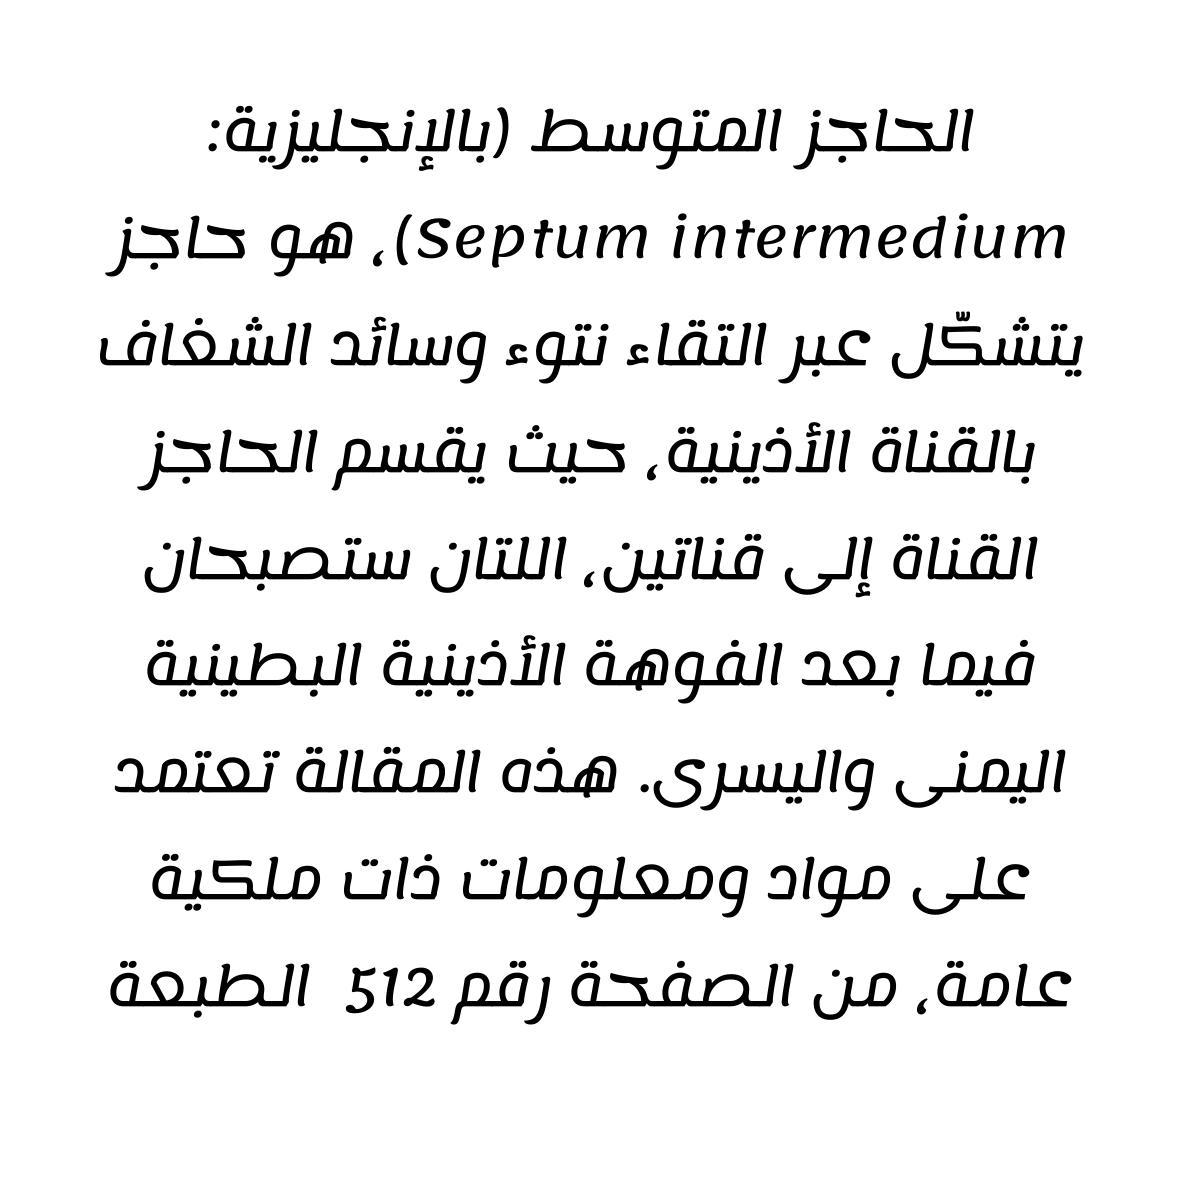 الحاجز المتوسط (بالإنجليزية:
Septum intermedium)، هو حاجز
يتشكّل عبر التقاء نتوء وسائد الشغاف
بالقناة الأذينية، حيث يقسم الحاجز
القناة إلى قناتين، اللتان ستصبحان
فيما بعد الفوهة الأذينية البطينية
اليمنى واليسرى. هذه المقالة تعتمد
على مواد ومعلومات ذات ملكية
عامة، من الصفحة رقم 512  الطبعة